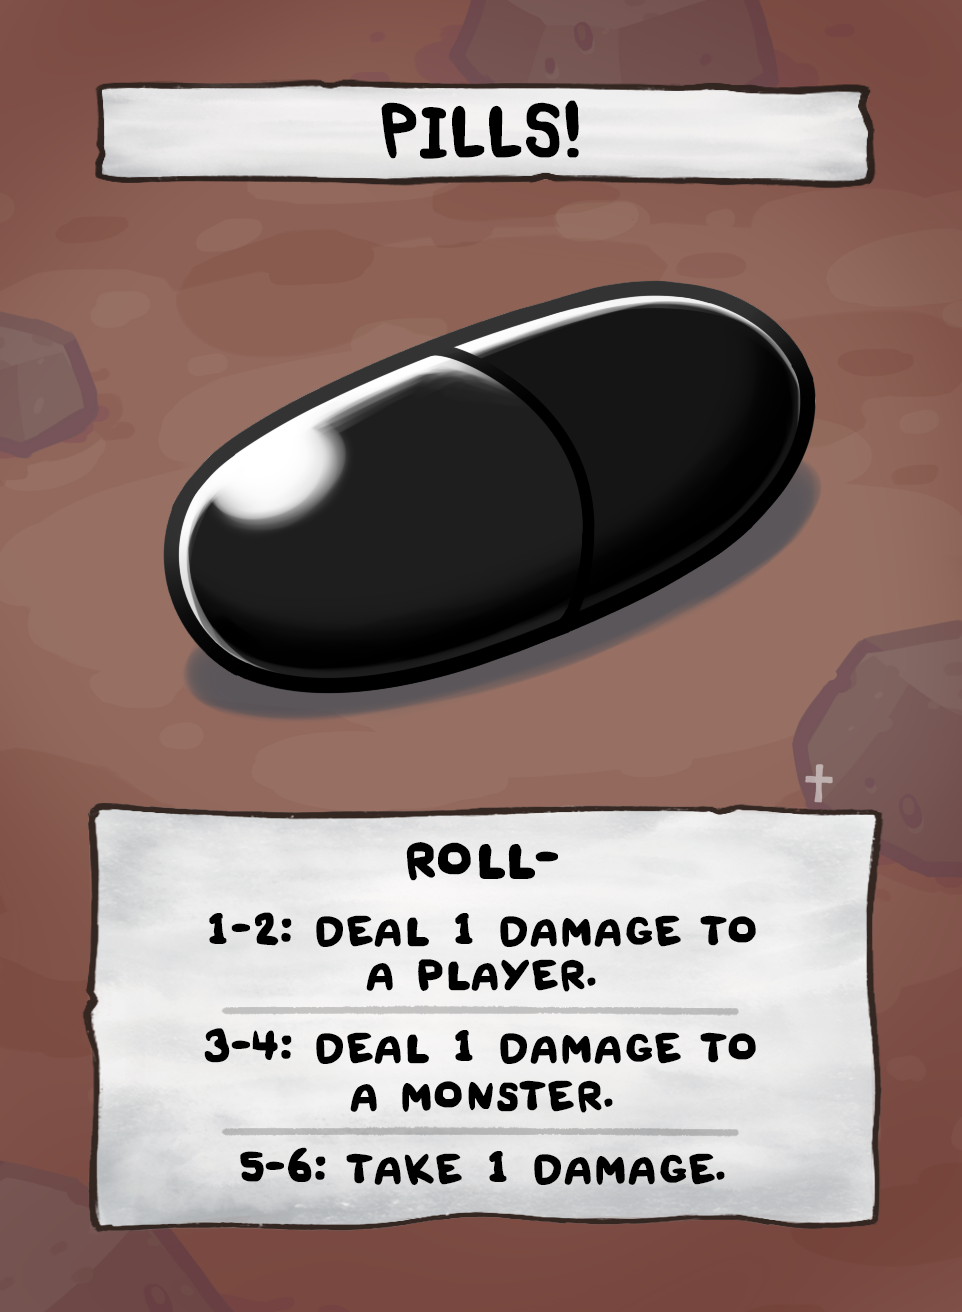 PILLS!
ROLL-
1-2: DEAL 1 DAMAGE TO
A PLAYER.
3-4: DEAL 1 DAMAGE TO
A MONSTER.
5-6: TAKE 1 DAMAGE.